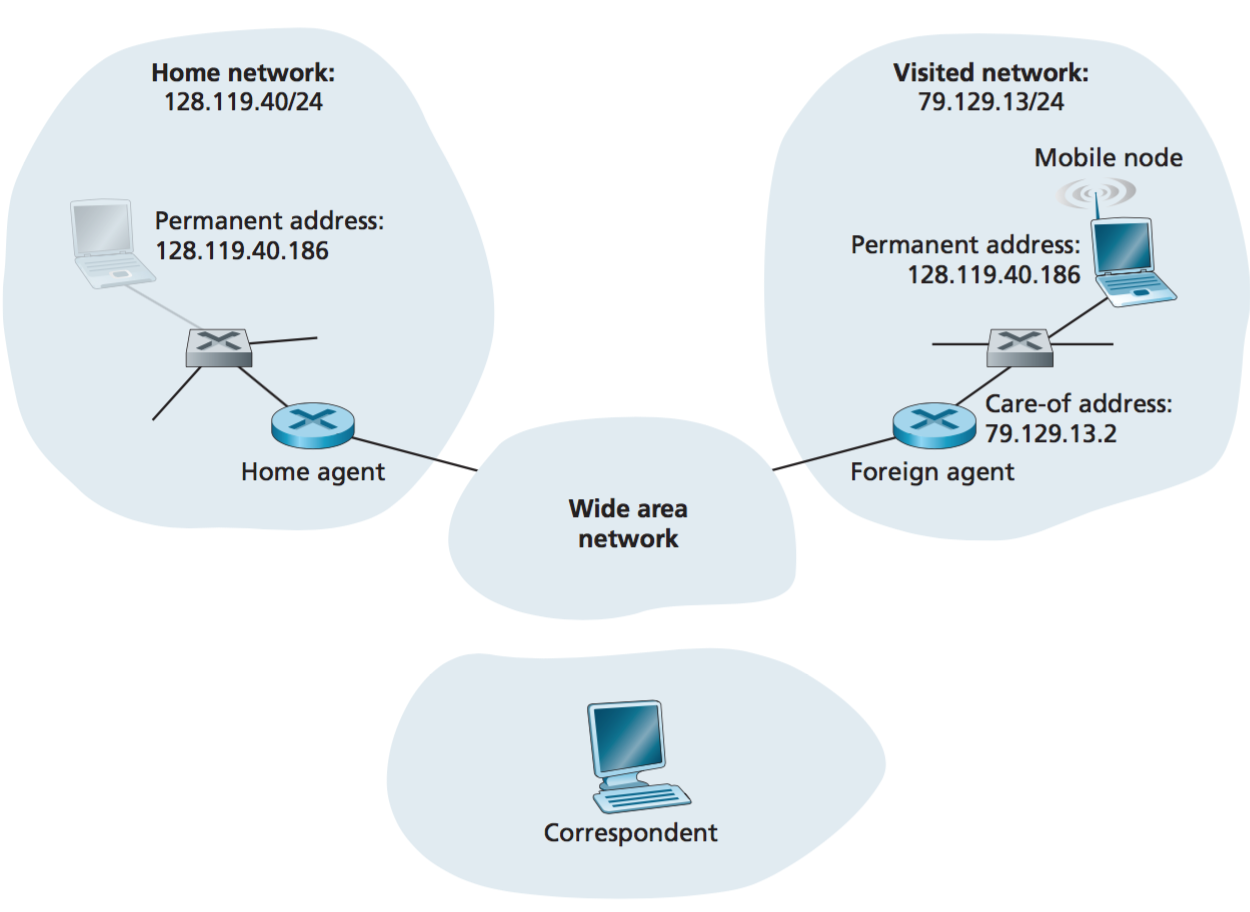 Home network:
128.119.40/24
Visited network:
79.129.13/24
Mobile node
Permanent address:
128.119.40.186
Permanent address:
128.119.40.186
Care-of address:
79.129.13.2
Home agent
Foreign agent
Wide area
network
Correspondent